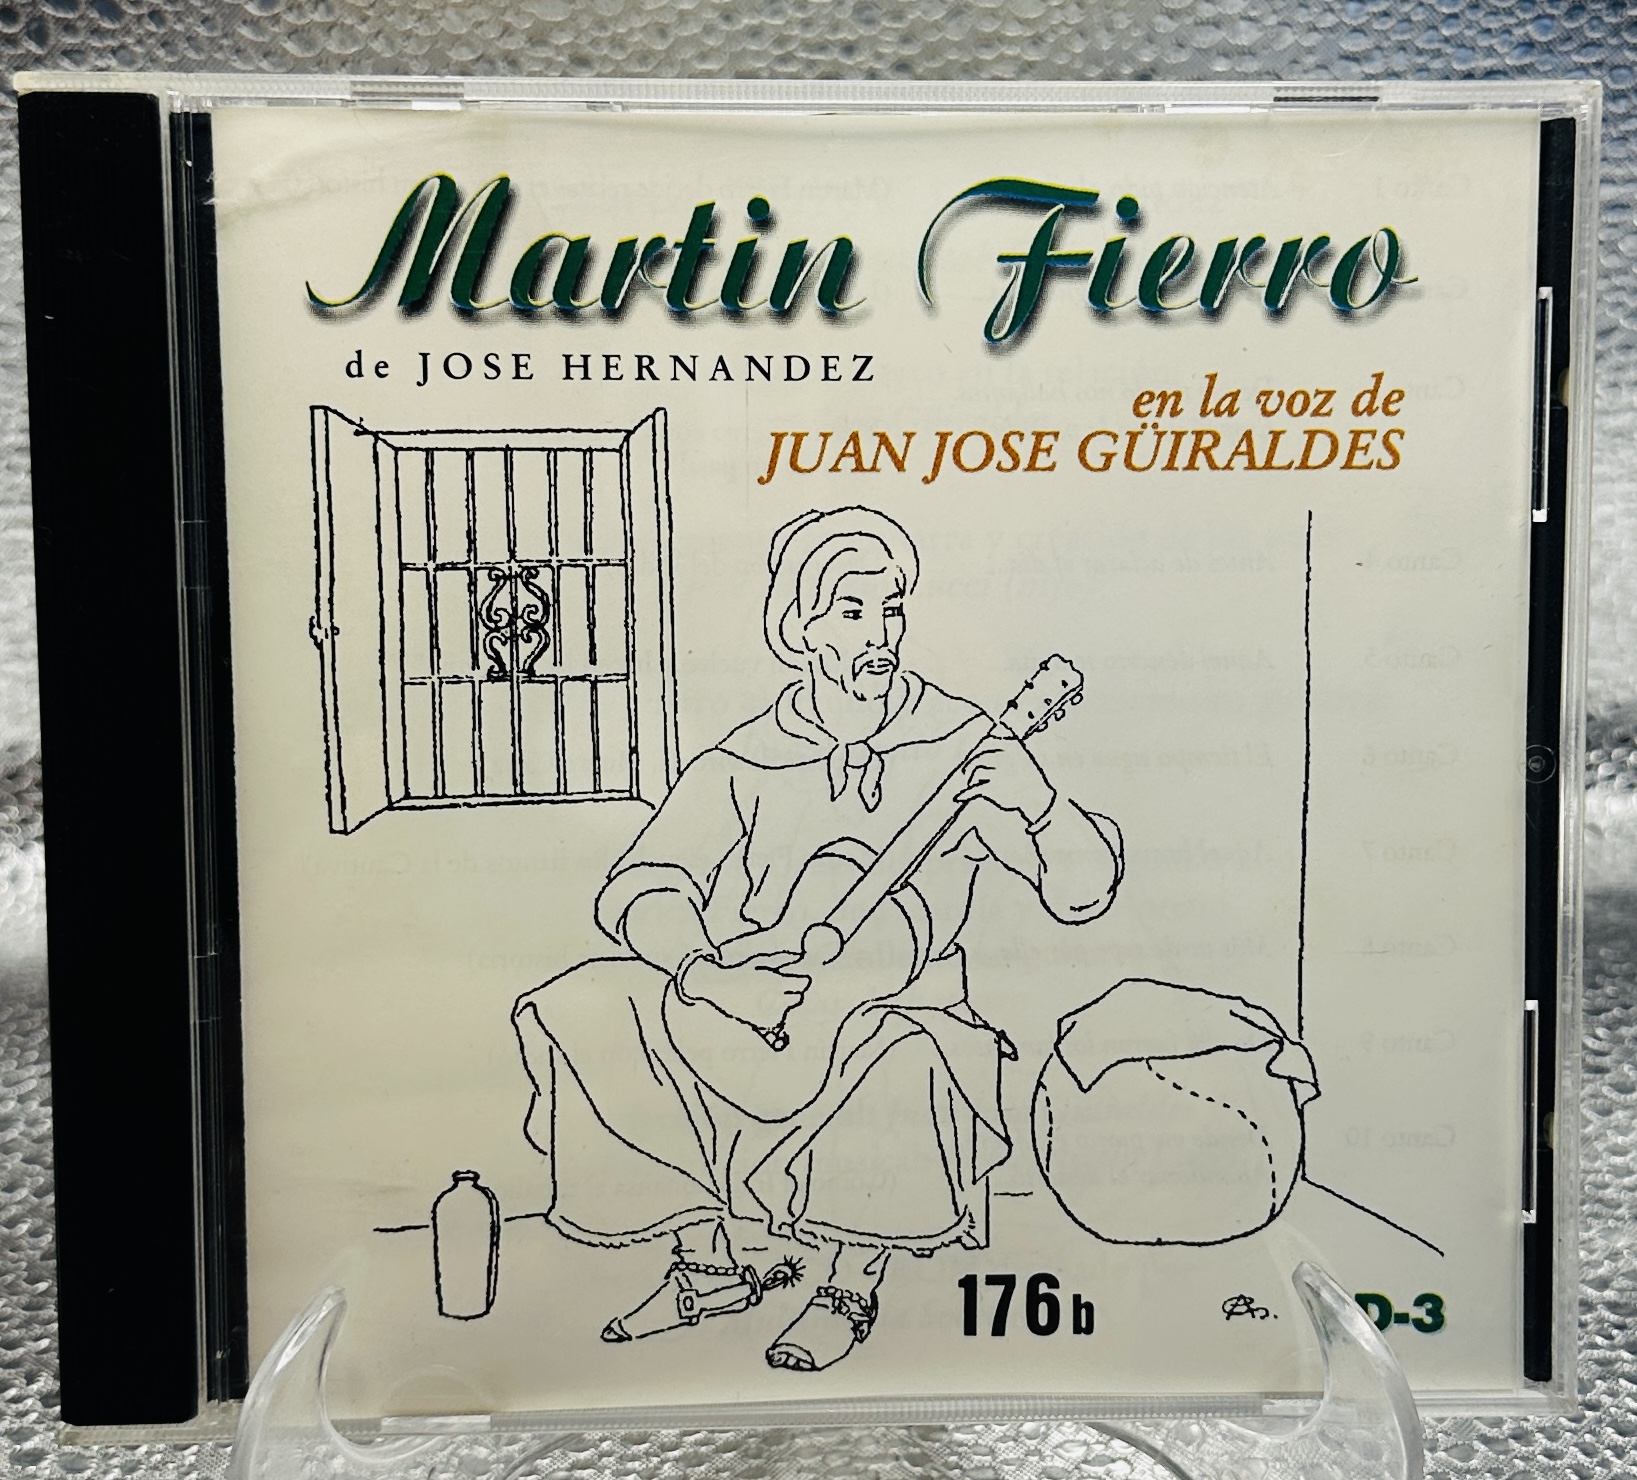 Martin Fierro
de JOSE HERNANDEZ
en la voz de
JUAN JOSE GÜIRALDES
176 b
D-3